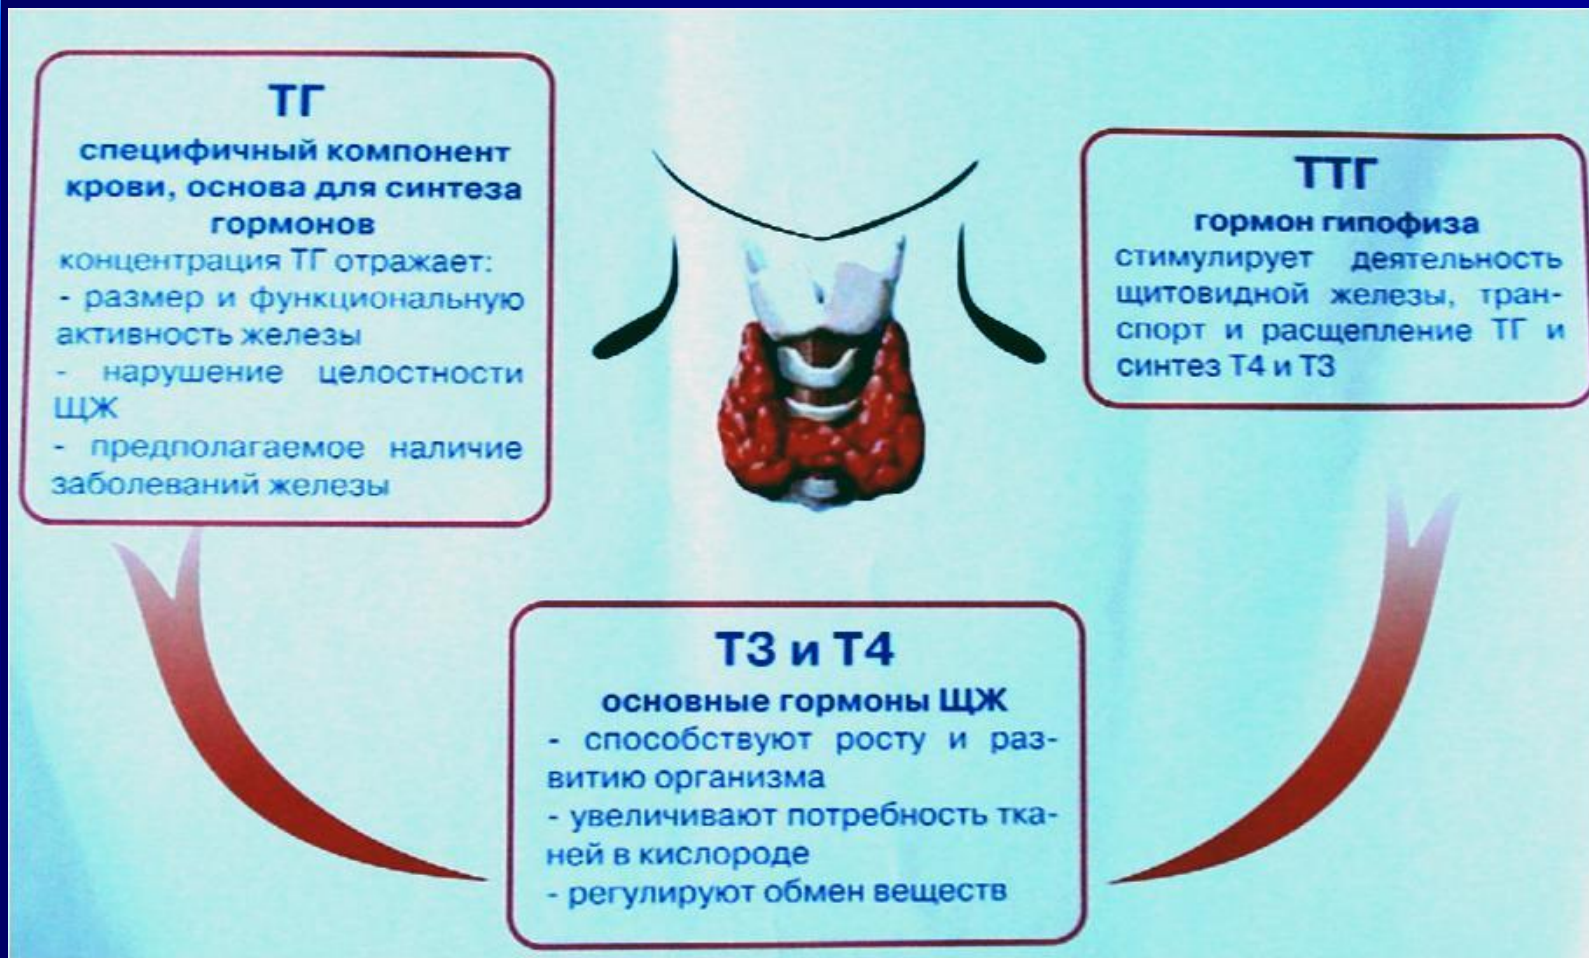 ТГ
специфичный компонент
крови, основа для синтеза
гормонов
концентрация ТГ отражает:
- размер и функциональную
активность железы
- нарушение целостности
ЩЖ
- предполагаемое наличие
заболеваний железы
ТТГ
гормон гипофиза
стимулирует деятельность
щитовидной железы, тран-
спорт и расщепление ТГ и
синтез Т4 и Т3
Т3 и Т4
основные гормоны ЩЖ
- способствуют росту и раз-
витию организма
- увеличивают потребность тка-
ней в кислороде
- регулируют обмен веществ